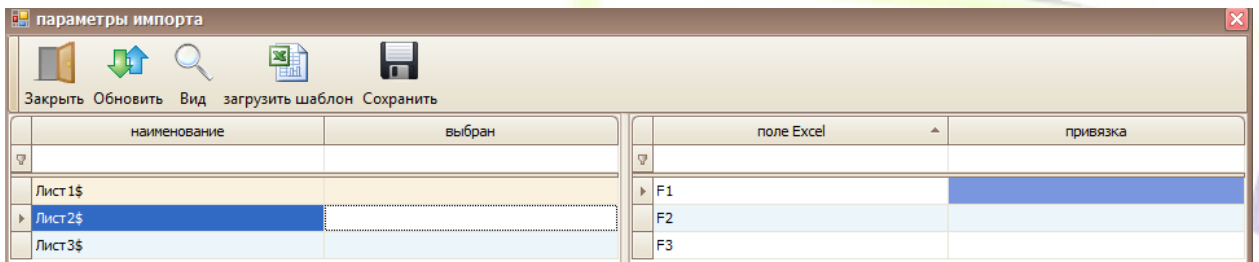 параметры импорта
Закрыть Обновить Вид загрузить шаблон Сохранить
наименование выбран поле Excel привязка
Лист1$ F1
Лист2$ F2
Лист3$ F3